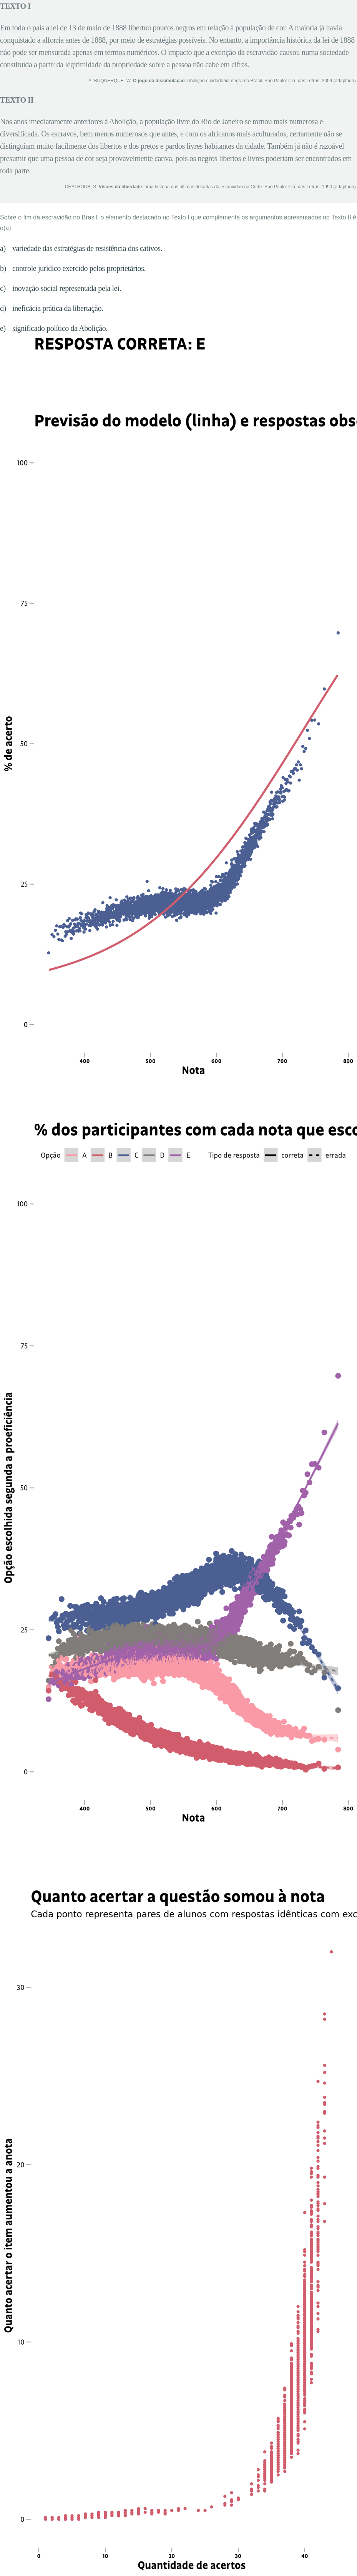 TEXTO I
Em todo o país a lei de 13 de maio de 1888 libertou poucos negros em relação à população de cor. A maioria já havia
conquistado a alforria antes de 1888, por meio de estratégias possíveis. No entanto, a importância histórica da lei de 1888
não pode ser mensurada apenas em termos numéricos. O impacto que a extinção da escravidão causou numa sociedade
constituída a partir da legitimidade da propriedade sobre a pessoa não cabe em cifras.
ALBUQUERQUE, W. O jogo da dissimulação: Abolição e cidadania negra no Brasil. São Paulo: Cia. das Letras, 2009 (adaptado).
TEXTO II
Nos anos imediatamente anteriores à Abolição, a população livre do Rio de Janeiro se tornou mais numerosa e
diversificada. Os escravos, bem menos numerosos que antes, e com os africanos mais aculturados, certamente não se
distinguiam muito facilmente dos libertos e dos pretos e pardos livres habitantes da cidade. Também já não é razoável
presumir que uma pessoa de cor seja provavelmente cativa, pois os negros libertos e livres poderiam ser encontrados em
toda parte.
CHALHOUB, S. Visões da liberdade: uma história das últimas décadas da escravidão na Corte. São Paulo: Cia. das Letras, 1990 (adaptado).
Sobre o fim da escravidão no Brasil, o elemento destacado no Texto I que complementa os argumentos apresentados no Texto II é
o(a)
a) variedade das estratégias de resistência dos cativos.
b) controle jurídico exercido pelos proprietários.
c) inovação social representada pela lei.
d) ineficácia prática da libertação.
e) significado político da Abolição.
RESPOSTA CORRETA: E
Previsão do modelo (linha) e respostas obs
100
75
50
25
0
% de acerto
400 500 600 700 800
Nota
% dos participantes com cada nota que esco
Opção A B C D E Tipo de resposta correta errada
100
75
50
25
0
Opção escolhida segunda a proeficiência
400 500 600 700 800
Nota
Quanto acertar a questão somou à nota
Cada ponto representa pares de alunos com respostas idênticas com exc
30
20
10
0
Quanto acertar o item aumentou a anota
0 10 20 30 40
Quantidade de acertos